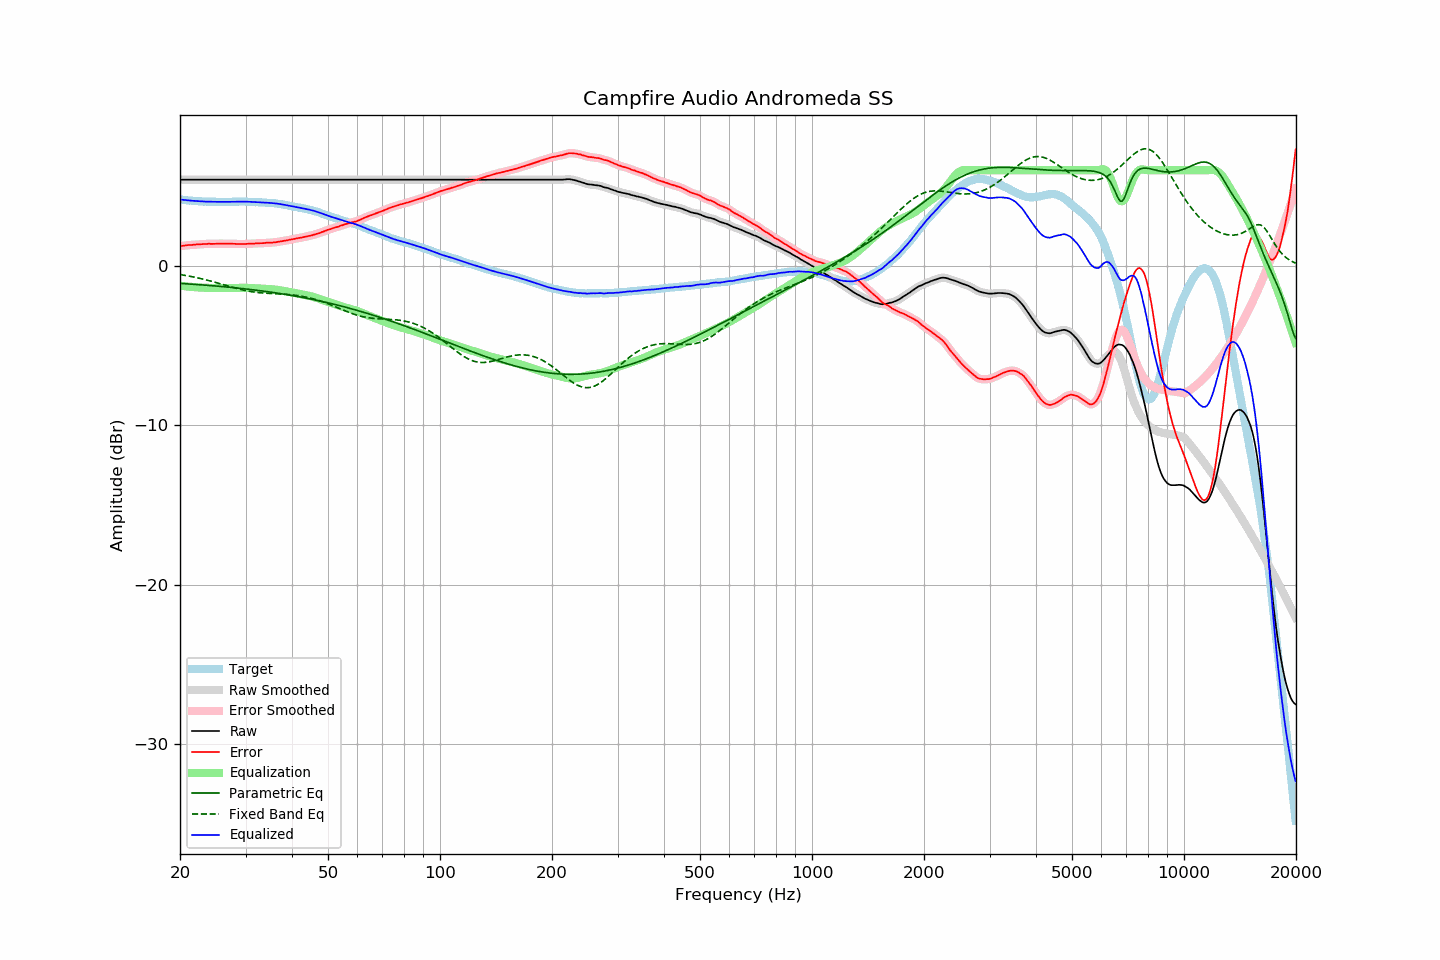 Campfire Audio Andromeda SS
Amplitude (dBr)
0
−10
−20
−30
Target
Raw Smoothed
Error Smoothed
Raw
Error
Equalization
Parametric Eq
Fixed Band Eq
Equalized
20 50 100 200 500 1000 2000 5000 10000 20000
Frequency (Hz)